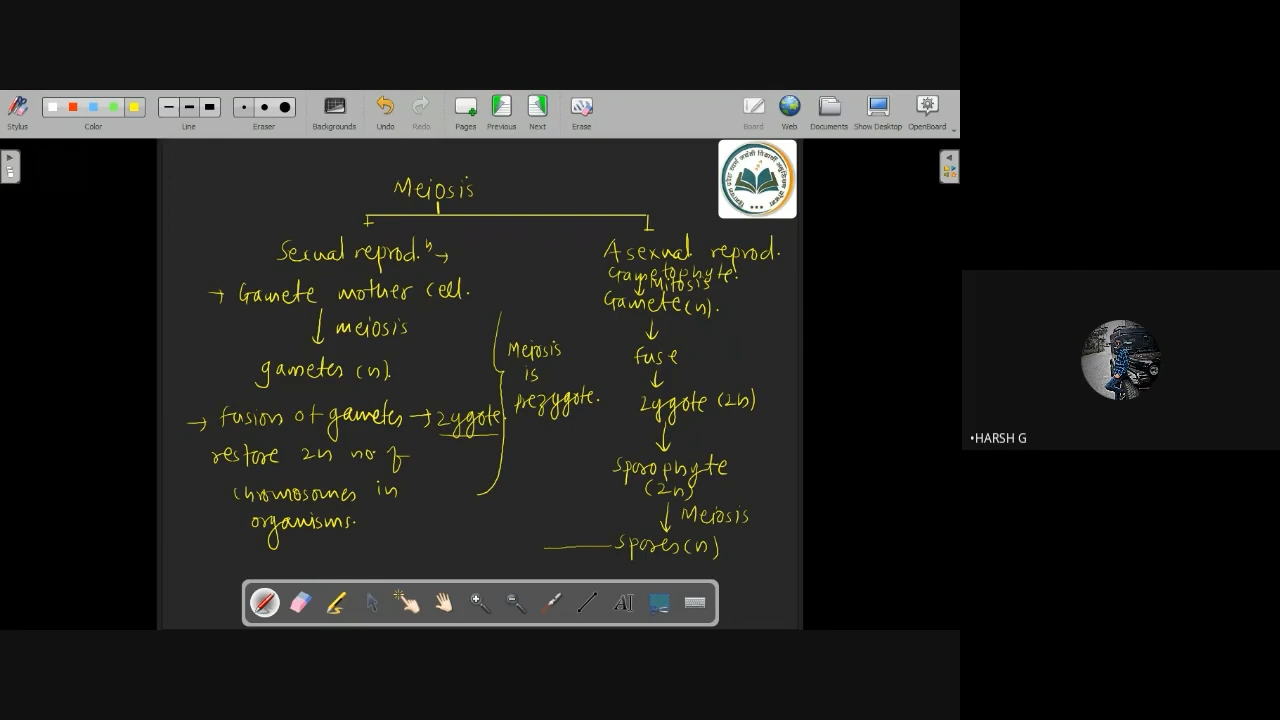 Stylus
Color
Line
Eraser
Backgrounds
Undo
Redo
Pages
Previous
Next
Erase
Board
Web
Documents
Show Desktop
OpenBoard
Meiosis
Sexual reprod.ⁿ →
→ Gamete mother cell.
↓ meiosis
gametes (n).
→ fusion of gametes → zygote.
restore 2n no of
chromosomes in
organisms.
Meiosis
is
prezygote.
Asexual reprod.
Gametophyte.
↓ Mitosis
Gamete (n).
↓
fuse
↓
zygote (2n)
↓
Sporophyte
(2n)
↓ Meiosis
spores (n)
•HARSH G